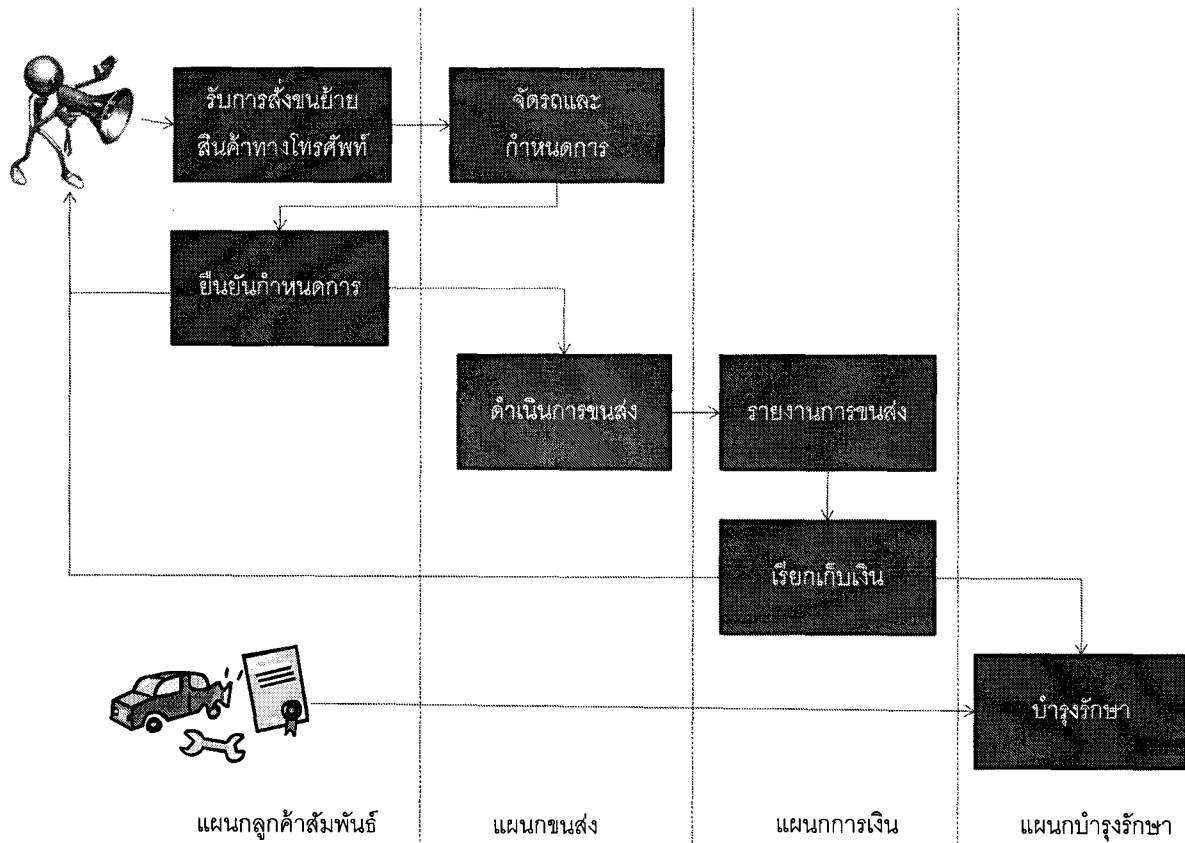 รับการสั่งขนย้าย
สินค้าทางโทรศัพท์
จัดรถและ
กำหนดการ
ยืนยันกำหนดการ
ดำเนินการขนส่ง
รายงานการขนส่ง
เรียกเก็บเงิน
บำรุงรักษา
แผนกลูกค้าสัมพันธ์
แผนกขนส่ง
แผนกการเงิน
แผนกบำรุงรักษา